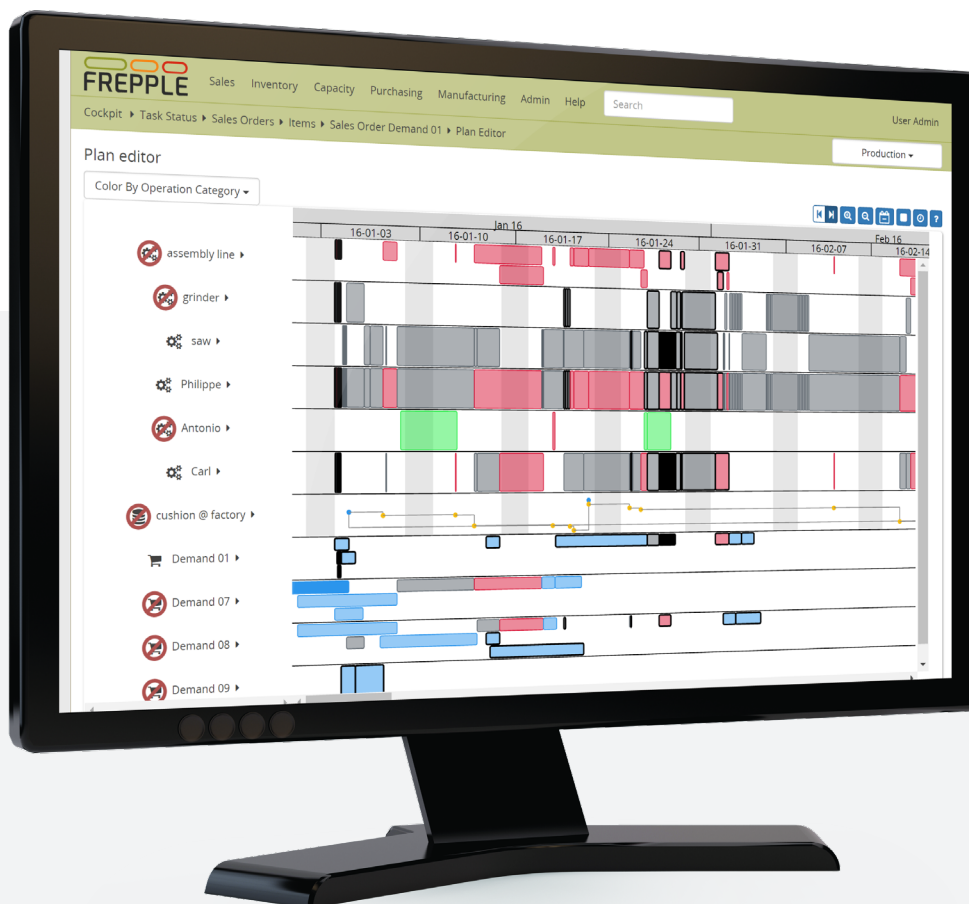 FREPPLE
Sales Inventory Capacity Purchasing Manufacturing Admin Help Search
User Admin
Cockpit Task Status Sales Orders Items Sales Order Demand 01 Plan Editor
Plan editor
Production
Color By Operation Category
?
Jan 16 Feb 16
16-01-03 16-01-10 16-01-17 16-01-24 16-01-31 16-02-07 16-02-14
assembly line
grinder
saw
Philippe
Antonio
Carl
cushion @ factory
Demand 01
Demand 07
Demand 08
Demand 09